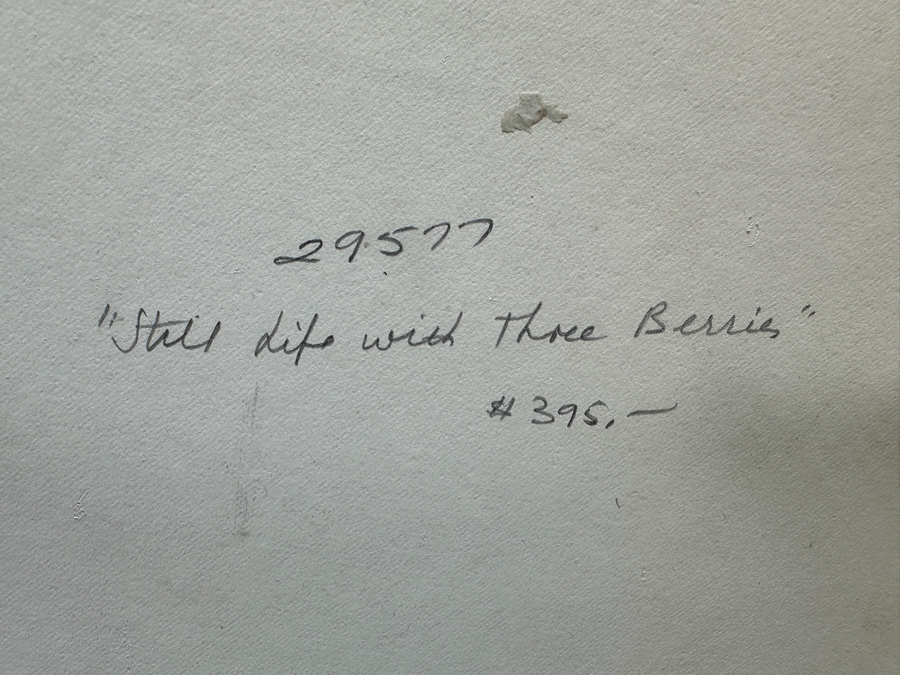 29577
"Still Life with Three Berries"
$395.—